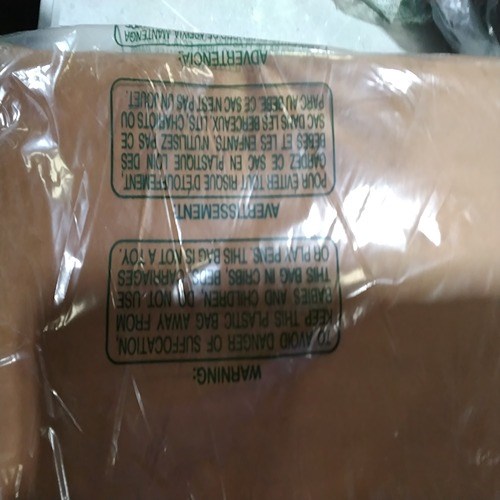 WARNING:
TO AVOID DANGER OF SUFFOCATION,
KEEP THIS PLASTIC BAG AWAY FROM
BABIES AND CHILDREN. DO NOT USE
THIS BAG IN CRIBS, BEDS, CARRIAGES
OR PLAY PENS. THIS BAG IS NOT A TOY.
AVERTISSEMENT:
POUR EVITER TOUT RISQUE D'ETOUFFEMENT,
GARDEZ CE SAC EN PLASTIQUE LOIN DES
BEBES ET LES ENFANTS. N'UTILISEZ PAS CE
SAC DANS LES BERCEAUX, LITS, CHARIOTS OU
PARC AU BEBE. CE SAC N'EST PAS UN JOUET.
ADVERTENCIA:
MANTENGA